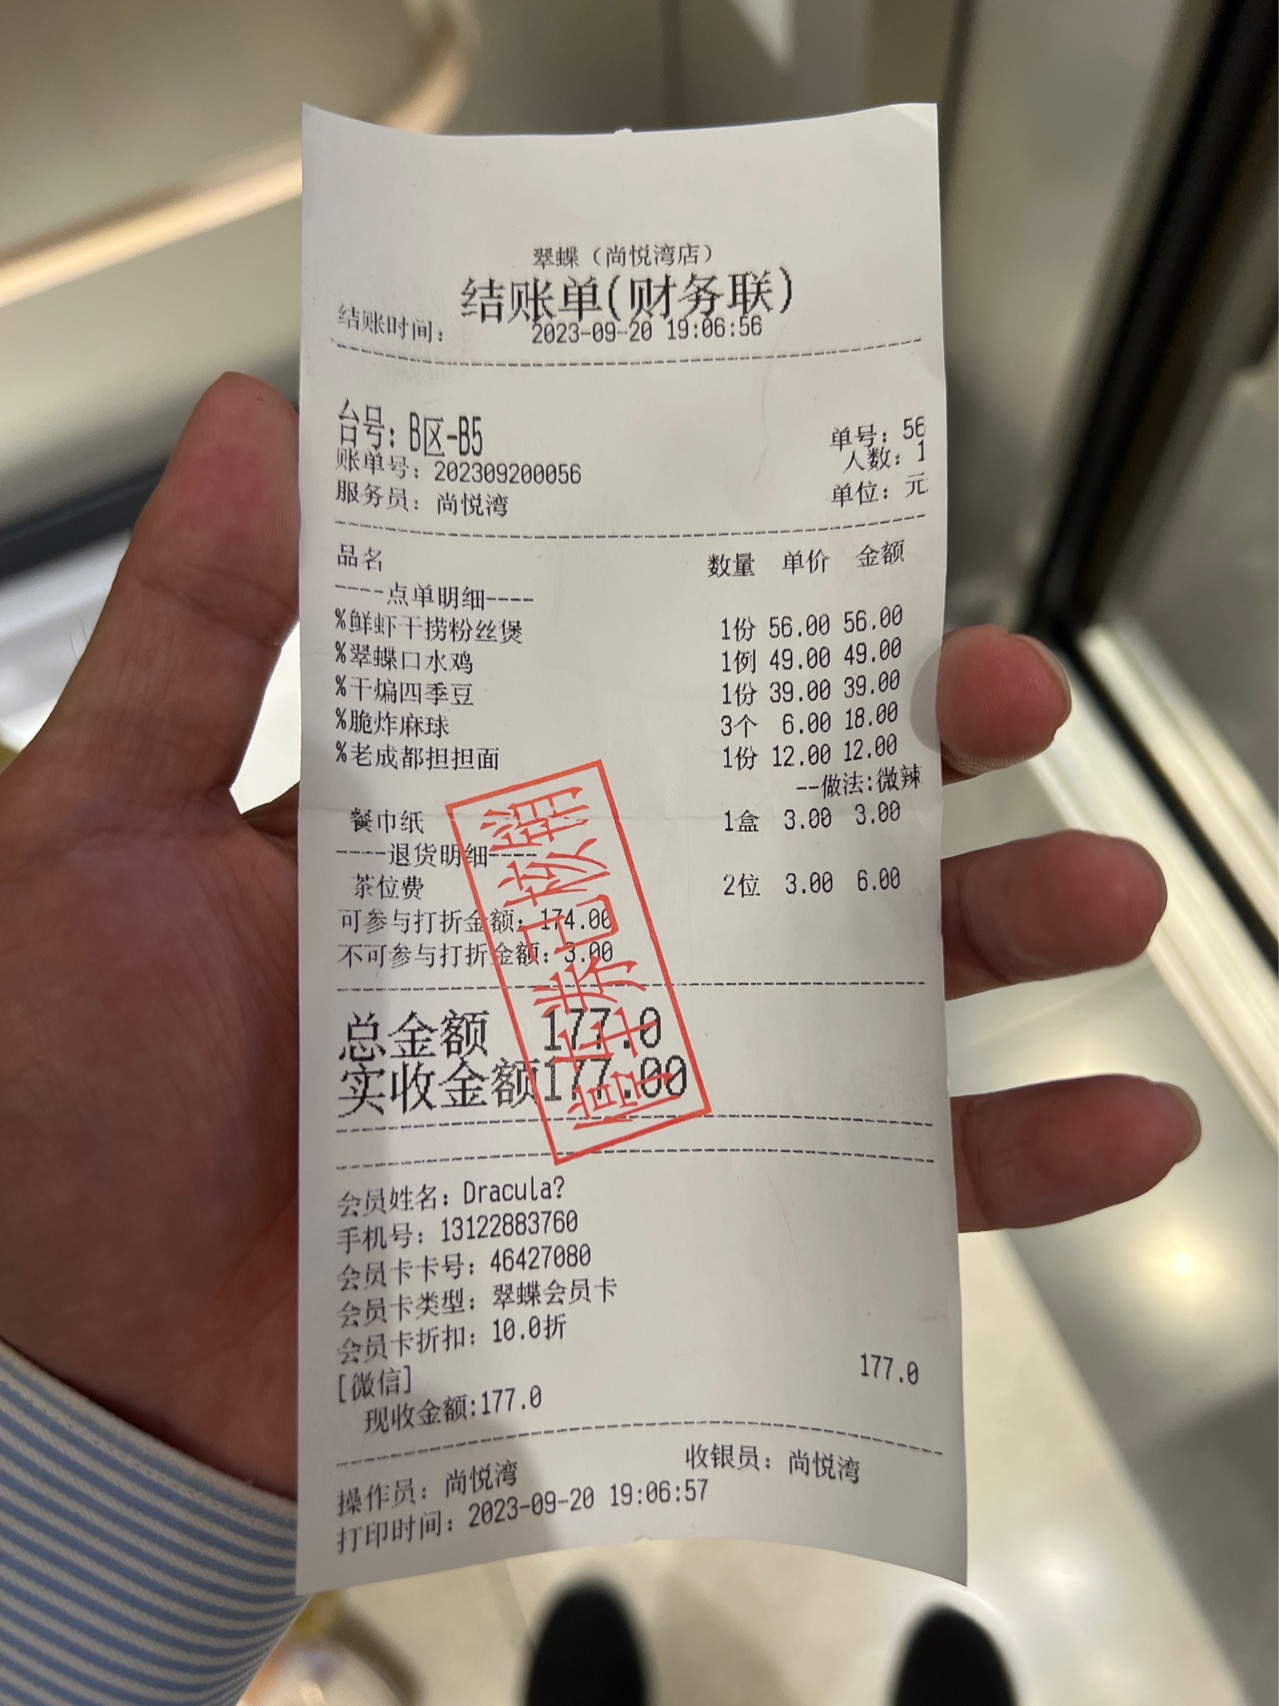 翠蝶（尚悦湾店）
结账单(财务联)
结账时间： 2023-09-20 19:06:56
台号：B区-B5 单号：56
账单号：202309200056 人数：1
服务员：尚悦湾 单位：元
品名 数量 单价 金额
----点单明细----
%鲜虾干捞粉丝煲 1份 56.00 56.00
%翠蝶口水鸡 1例 49.00 49.00
%干煸四季豆 1份 39.00 39.00
%脆炸麻球 3个 6.00 18.00
%老成都担担面 1份 12.00 12.00
--做法:微辣
餐巾纸 1盒 3.00 3.00
----退货明细----
茶位费 2位 3.00 6.00
可参与打折金额：174.00
不可参与打折金额：3.00
总金额 177.0
实收金额177.00
停车券已核销
会员姓名：Dracula?
手机号：13122883760
会员卡卡号：46427080
会员卡类型：翠蝶会员卡
会员卡折扣：10.0折
[微信] 177.0
现收金额:177.0
操作员：尚悦湾 收银员：尚悦湾
打印时间：2023-09-20 19:06:57